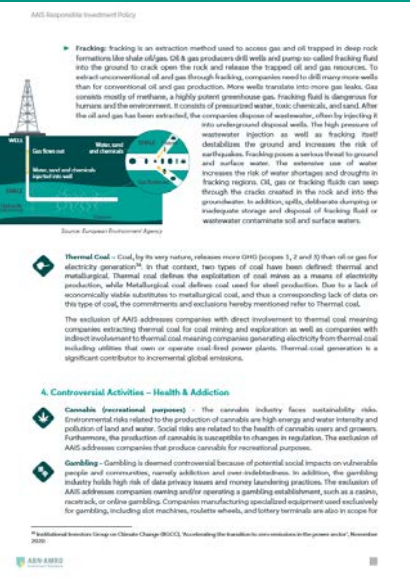 AAIS Responsible Investment Policy
► Fracking: fracking is an extraction method used to access gas and oil trapped in deep rock
formations like shale oil/gas. Oil & gas producers drill wells and pump so-called fracking fluid
into the ground to crack open the rock and release the trapped oil and gas resources. To
extract unconventional oil and gas through fracking, companies need to drill many more wells
than for conventional oil and gas production. More wells translate into more gas leaks. Gas
consists mostly of methane, a highly potent greenhouse gas. Fracking fluid is dangerous for
humans and the environment. It consists of pressurized water, toxic chemicals, and sand. After
the oil and gas has been extracted, the companies dispose of wastewater, often by injecting it
into underground disposal wells. The high pressure of
wastewater injection as well as fracking itself
destabilizes the ground and increases the risk of
earthquakes. Fracking poses a serious threat to ground
and surface water. The extensive use of water
increases the risk of water shortages and droughts in
fracking regions. Oil, gas or fracking fluids can seep
through the cracks created in the rock and into the
groundwater. In addition, spills, deliberate dumping or
inadequate storage and disposal of fracking fluid or
wastewater contaminate soil and surface waters.
WELL
Gas flows out
Water, sand and chemicals
injected into well
Water, sand
and chemicals
SHALE
SHALE
Source: European Environment Agency
Thermal Coal – Coal, by its very nature, releases more GHG (scopes 1, 2 and 3) than oil or gas for
electricity generation³⁰. In that context, two types of coal have been defined: thermal and
metallurgical. Thermal coal defines the exploitation of coal mines as a means of electricity
production, while Metallurgical coal defines coal used for steel production. Due to a lack of
economically viable substitutes to metallurgical coal, and thus a corresponding lack of data on
this type of coal, the commitments and exclusions hereby mentioned refer to Thermal coal.
The exclusion of AAIS addresses companies with direct involvement to thermal coal meaning
companies extracting thermal coal for coal mining and exploration as well as companies with
indirect involvement to thermal coal meaning companies generating electricity from thermal coal
including utilities that own or operate coal-fired power plants. Thermal-coal generation is a
significant contributor to incremental global emissions.
4. Controversial Activities – Health & Addiction
Cannabis (recreational purposes) - The cannabis industry faces sustainability risks.
Environmental risks related to the production of cannabis are high energy and water intensity and
pollution of land and water. Social risks are related to the health of cannabis users and growers.
Furthermore, the production of cannabis is susceptible to changes in regulation. The exclusion of
AAIS addresses companies that produce cannabis for recreational purposes.
Gambling – Gambling is deemed controversial because of potential social impacts on vulnerable
people and communities, namely addiction and over-indebtedness. In addition, the gambling
industry holds high risk of data privacy issues and money laundering practices. The exclusion of
AAIS addresses companies owning and/or operating a gambling establishment, such as a casino,
racetrack, or online gambling. Companies manufacturing specialized equipment used exclusively
for gambling, including slot machines, roulette wheels, and lottery terminals are also in scope for
³⁰ Institutional Investors Group on Climate Change (IIGCC), 'Accelerating the transition to zero emissions in the power sector', November
2020
ABN·AMRO